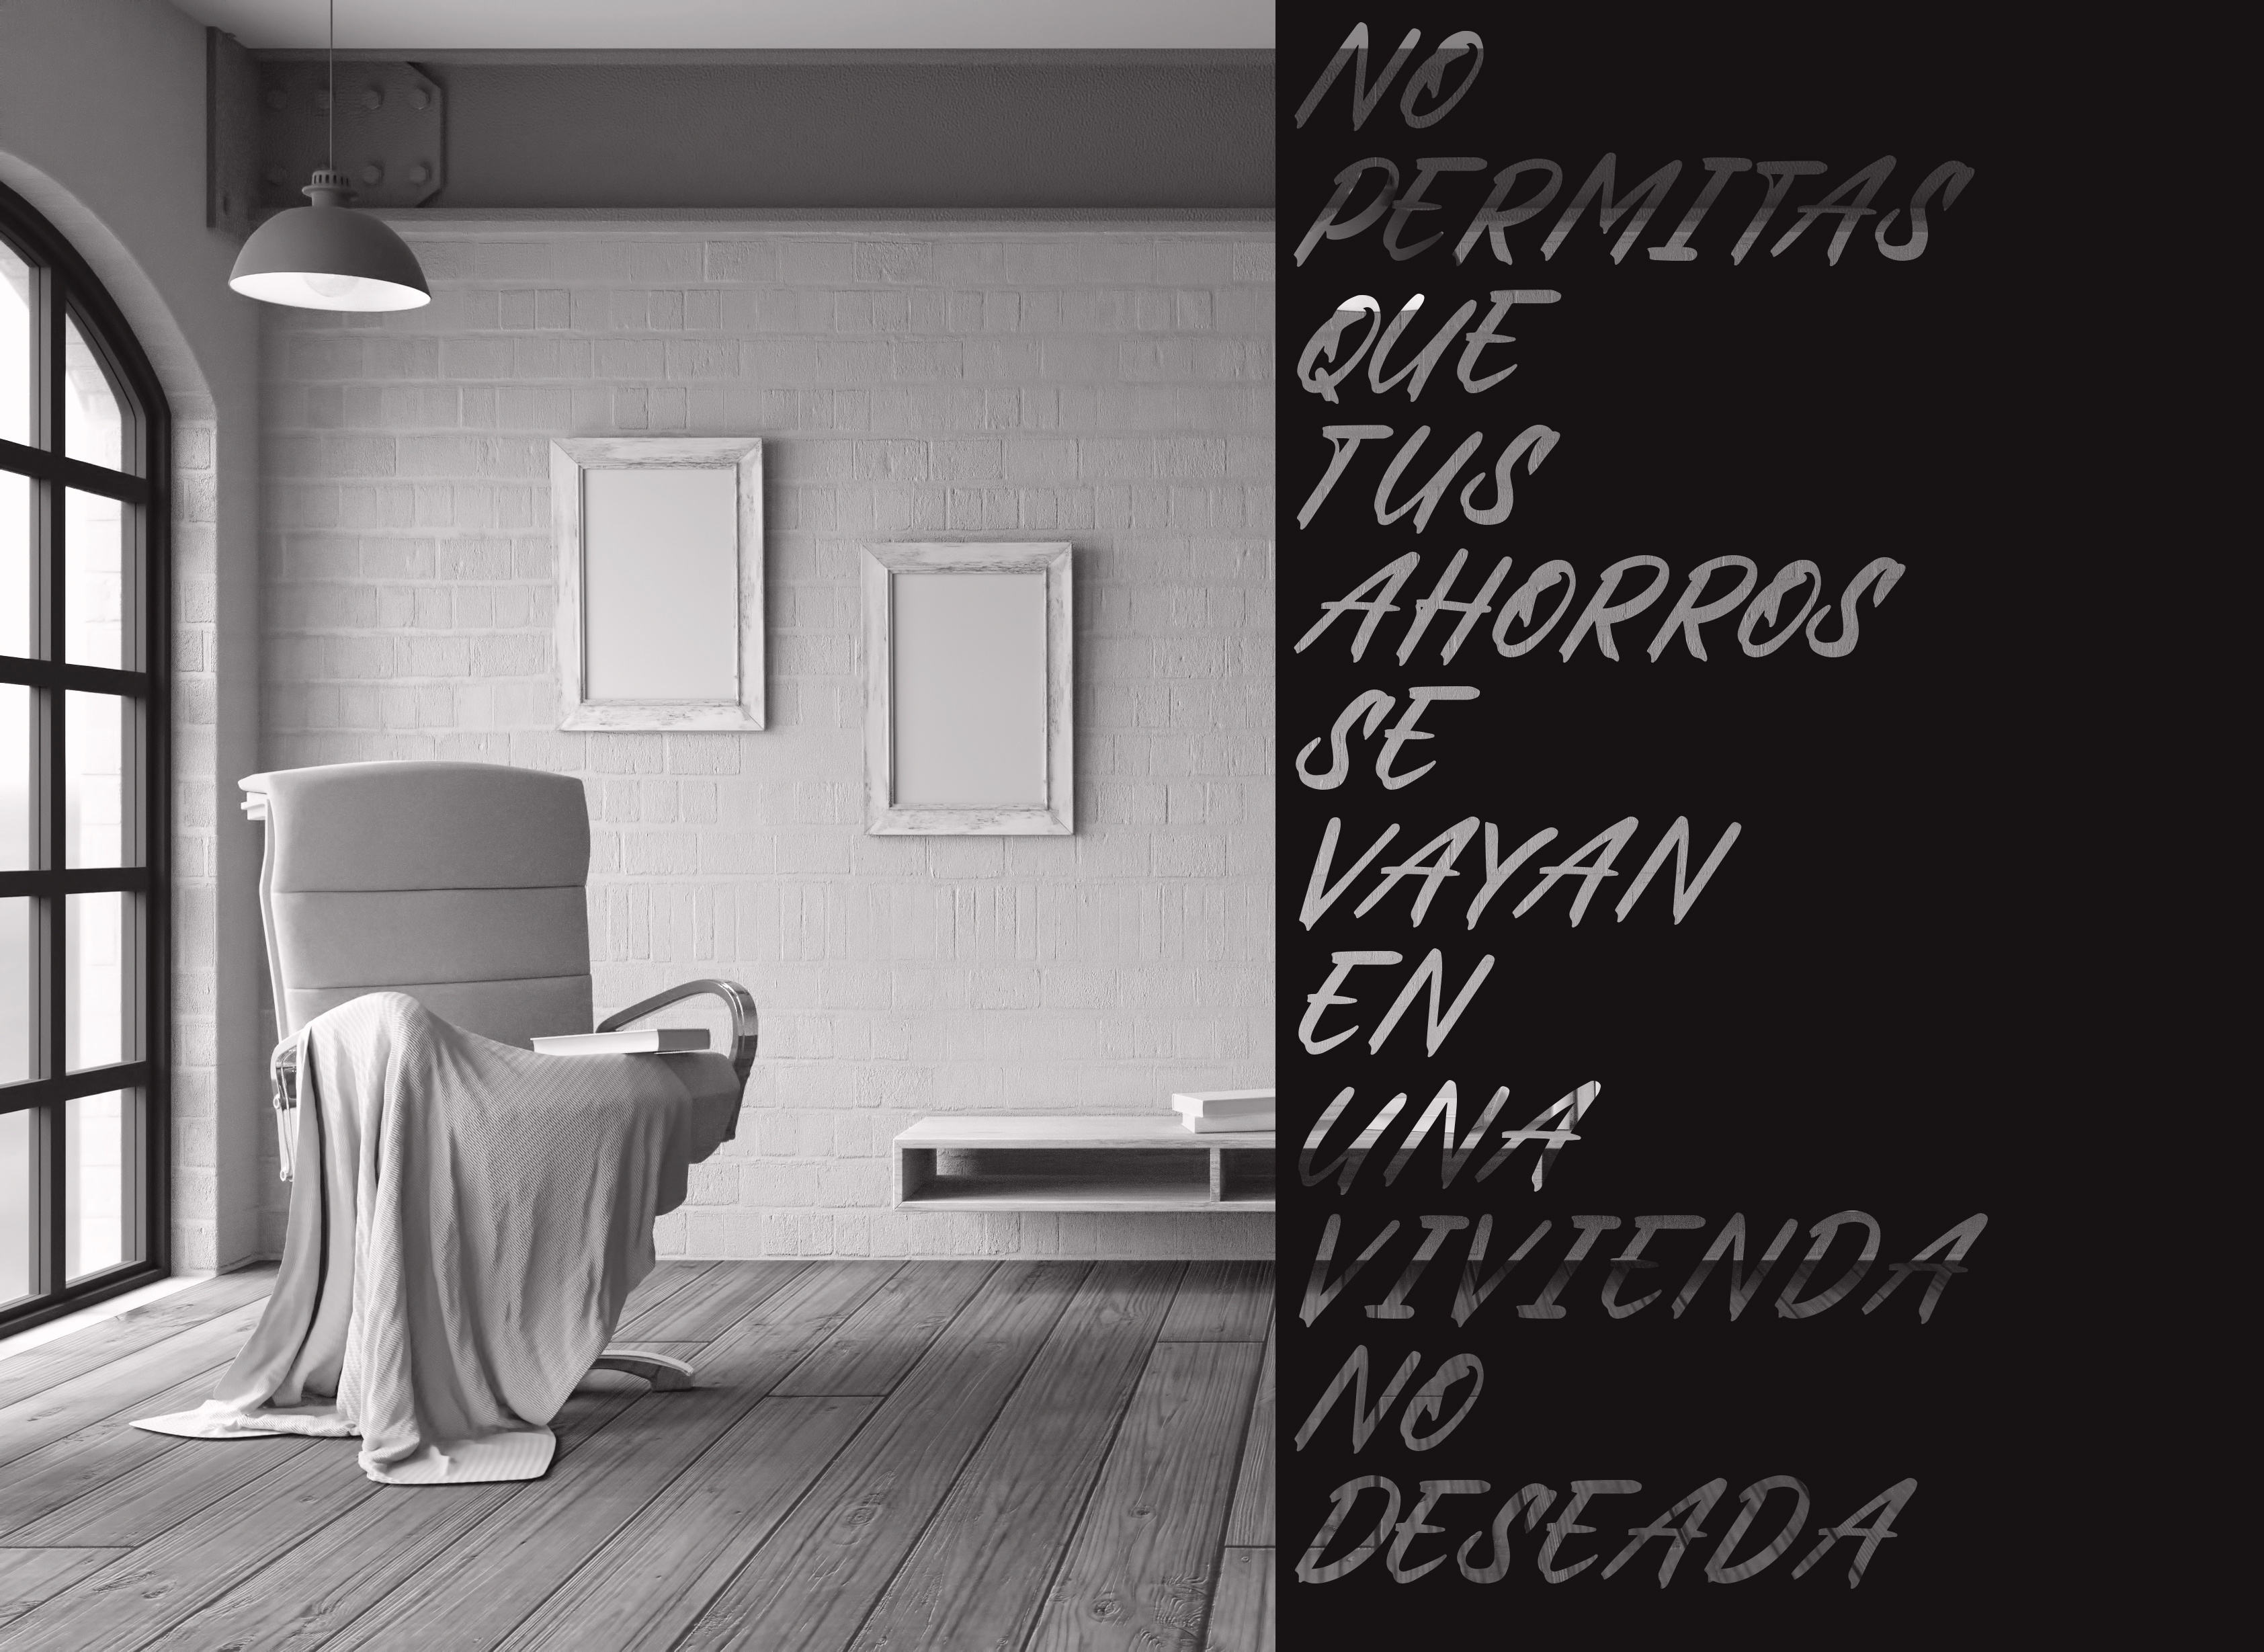 NO
PERMITAS
QUE
TUS
AHORROS
SE
VAYAN
EN
UNA
VIVIENDA
NO
DESEADA